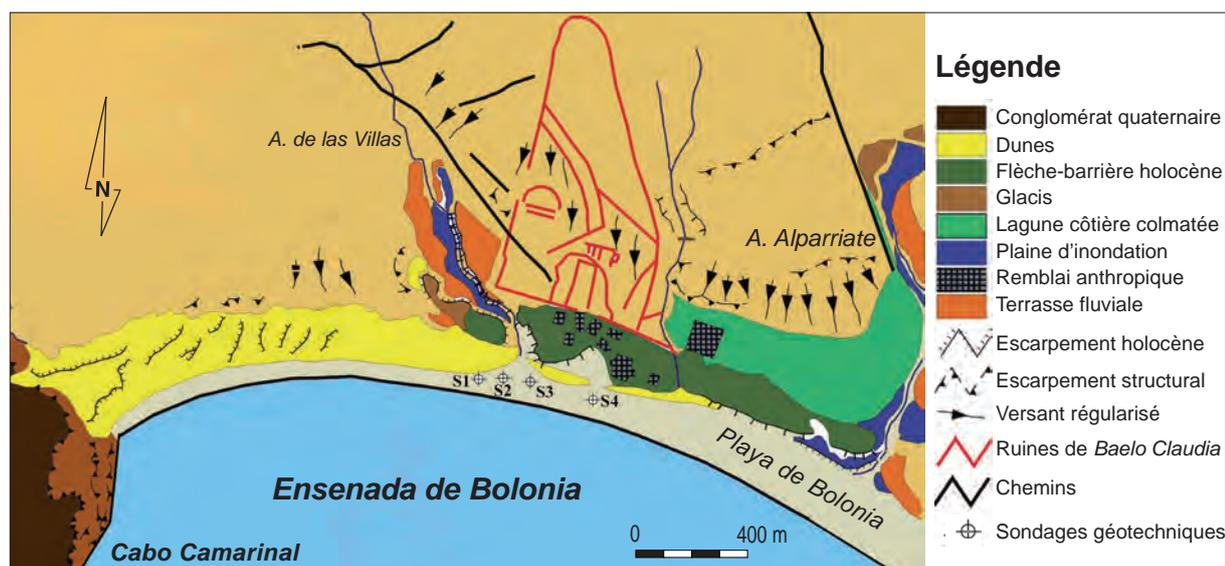 A. de las Villas
N
A. Alparriate
S1
S2
S3
S4
Playa de Bolonia
Ensenada de Bolonia
0 400 m
Cabo Camarinal
Légende
Conglomérat quaternaire
Dunes
Flèche-barrière holocène
Glacis
Lagune côtière colmatée
Plaine d'inondation
Remblai anthropique
Terrasse fluviale
Escarpement holocène
Escarpement structural
Versant régularisé
Ruines de Baelo Claudia
Chemins
Sondages géotechniques